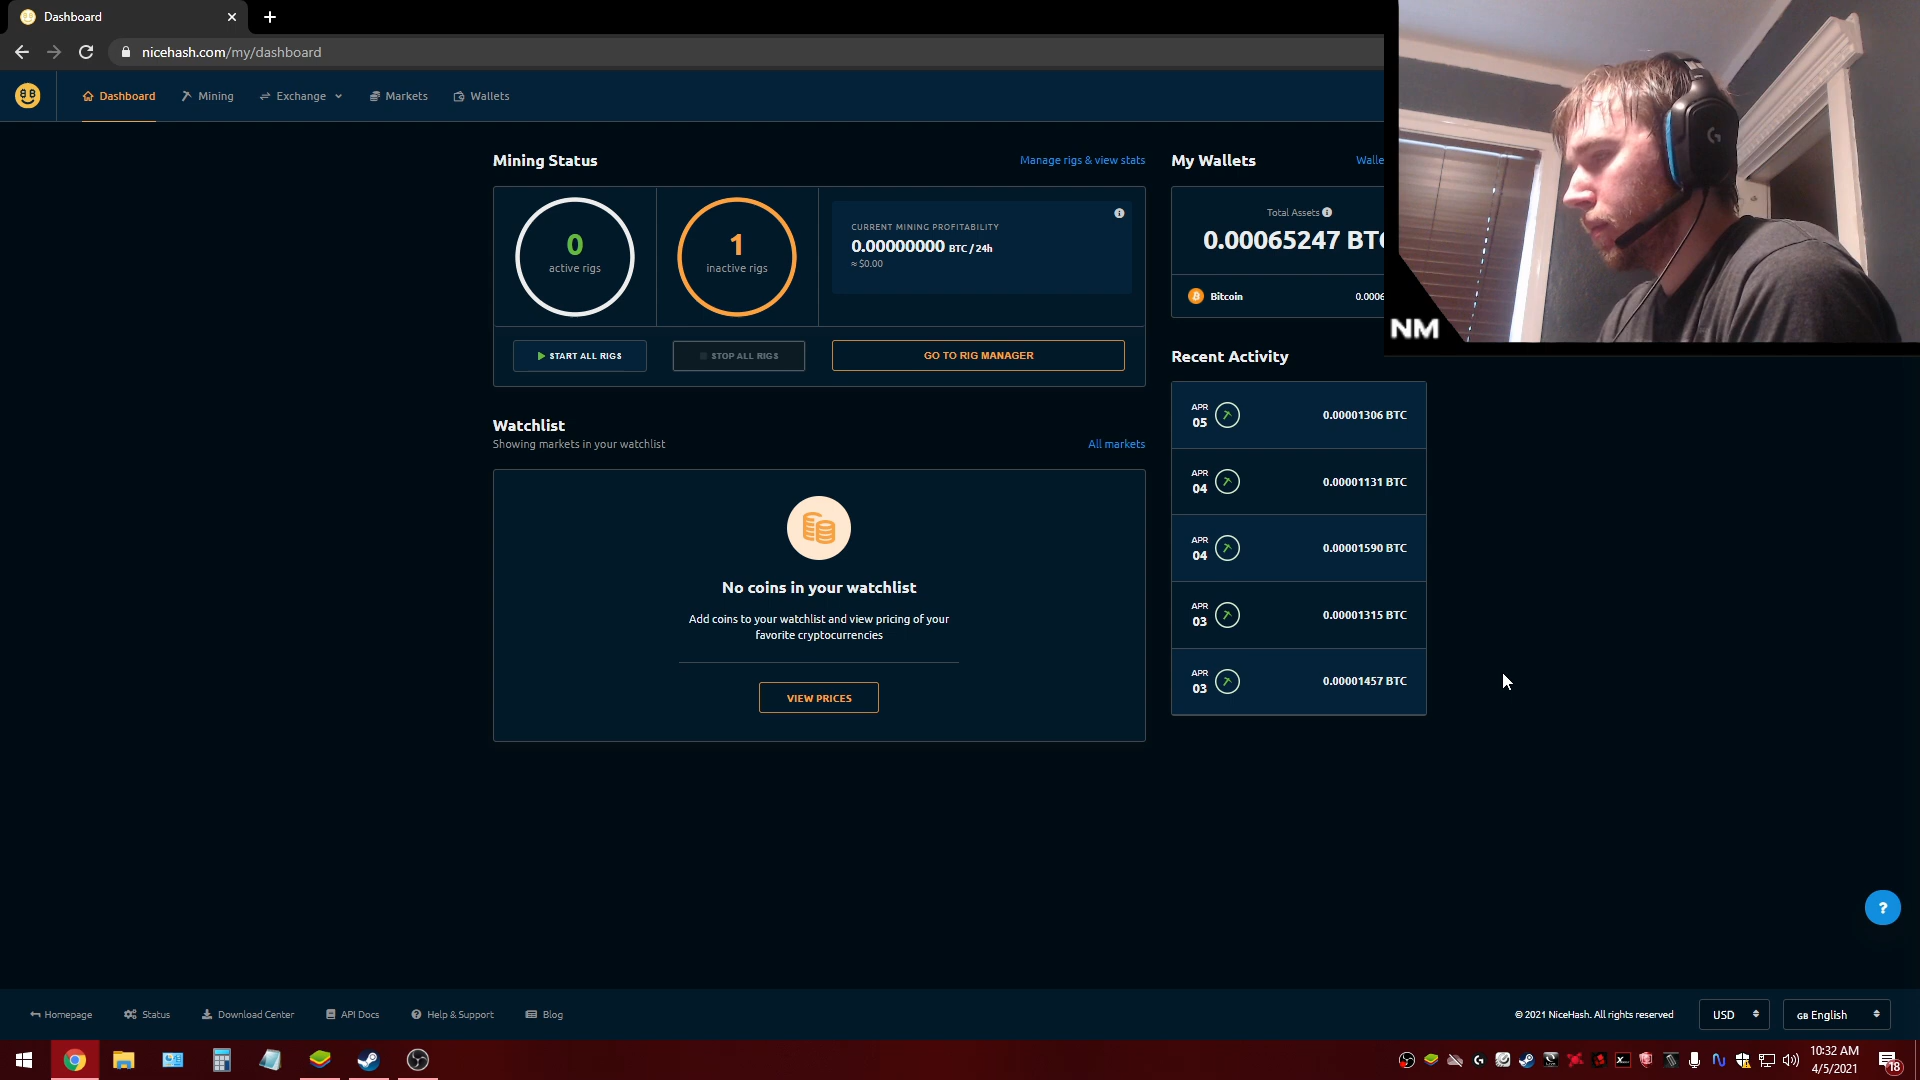 Dashboard
nicehash.com/my/dashboard
Dashboard
Mining
Exchange
Markets
Wallets
Mining Status
Manage rigs & view stats
My Wallets
0
active rigs
1
inactive rigs
CURRENT MINING PROFITABILITY
0.00000000 BTC / 24h
≈ $0.00
START ALL RIGS
STOP ALL RIGS
GO TO RIG MANAGER
Total Assets
0.00065247 BTC
Bitcoin
0.0006
NM
Recent Activity
APR
05
0.00001306 BTC
APR
04
0.00001131 BTC
APR
04
0.00001590 BTC
APR
03
0.00001315 BTC
APR
03
0.00001457 BTC
Watchlist
Showing markets in your watchlist
All markets
No coins in your watchlist
Add coins to your watchlist and view pricing of your
favorite cryptocurrencies
VIEW PRICES
?
Homepage
Status
Download Center
API Docs
Help & Support
Blog
© 2021 NiceHash. All rights reserved
USD
GB English
10:32 AM
4/5/2021
18